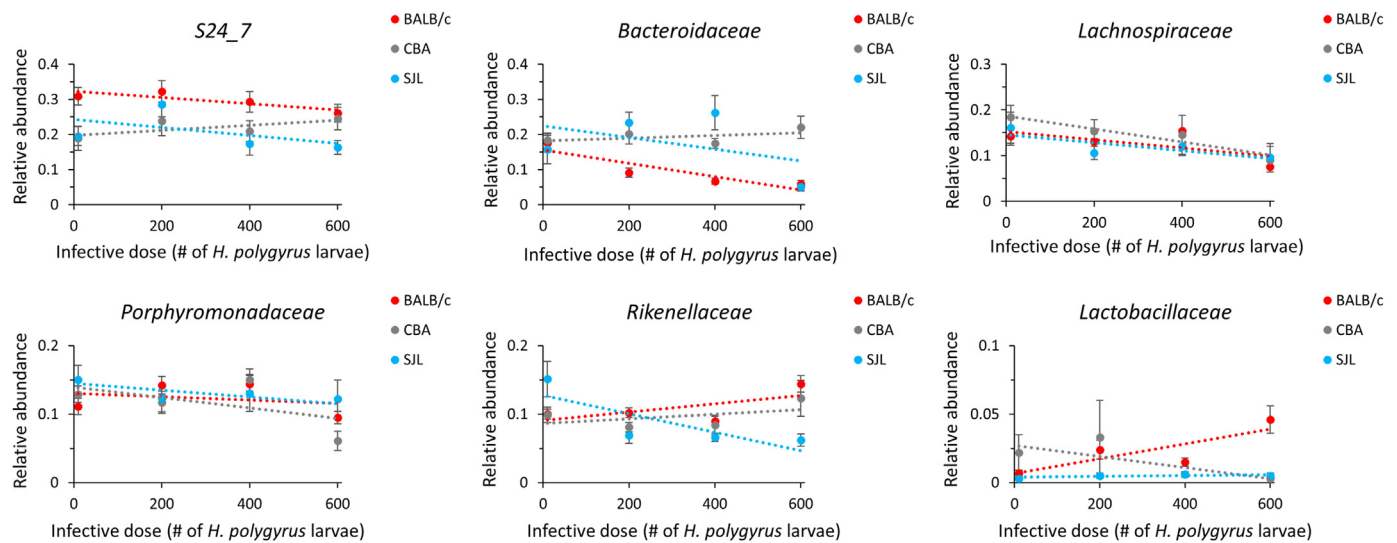 S24_7
BALB/c
CBA
SJL
Relative abundance
0.4
0.3
0.2
0.1
0
0 200 400 600
Infective dose (# of H. polygyrus larvae)
Bacteroidaceae
BALB/c
CBA
SJL
Relative abundance
0.4
0.3
0.2
0.1
0
0 200 400 600
Infective dose (# of H. polygyrus larvae)
Lachnospiraceae
BALB/c
CBA
SJL
Relative abundance
0.3
0.2
0.1
0
0 200 400 600
Infective dose (# of H. polygyrus larvae)
Porphyromonadaceae
BALB/c
CBA
SJL
Relative abundance
0.2
0.1
0
0 200 400 600
Infective dose (# of H. polygyrus larvae)
Rikenellaceae
BALB/c
CBA
SJL
Relative abundance
0.2
0.1
0
0 200 400 600
Infective dose (# of H. polygyrus larvae)
Lactobacillaceae
BALB/c
CBA
SJL
Relative abundance
0.1
0.05
0
0 200 400 600
Infective dose (# of H. polygyrus larvae)